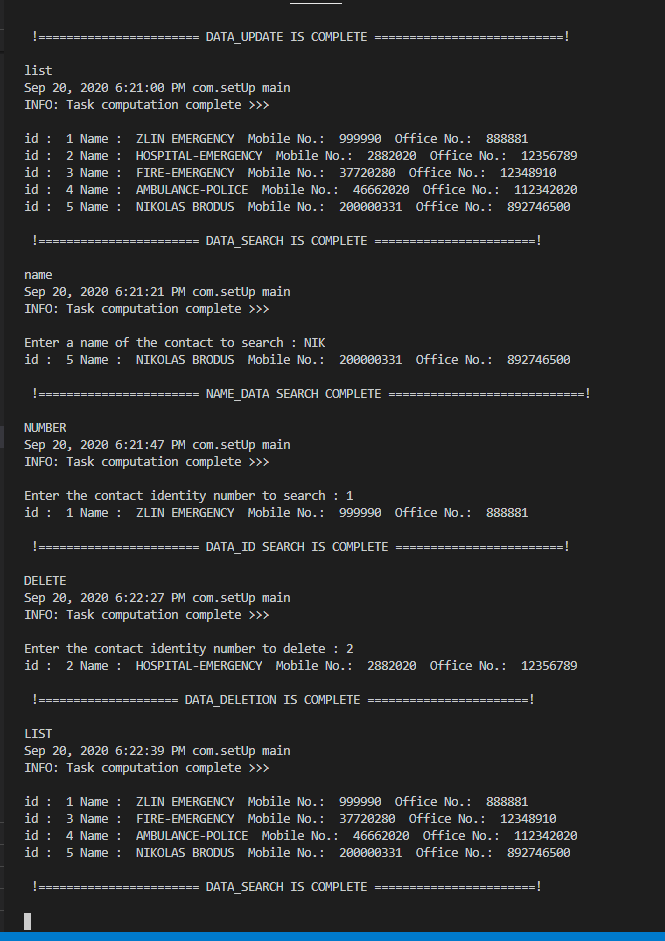 !======================= DATA_UPDATE IS COMPLETE ===========================!
list
Sep 20, 2020 6:21:00 PM com.setUp main
INFO: Task computation complete >>>
id :  1 Name :  ZLIN EMERGENCY  Mobile No.:  999990  Office No.:  888881
id :  2 Name :  HOSPITAL-EMERGENCY  Mobile No.:  2882020  Office No.:  12356789
id :  3 Name :  FIRE-EMERGENCY  Mobile No.:  37720280  Office No.:  12348910
id :  4 Name :  AMBULANCE-POLICE  Mobile No.:  46662020  Office No.:  112342020
id :  5 Name :  NIKOLAS BRODUS  Mobile No.:  200000331  Office No.:  892746500
!======================= DATA_SEARCH IS COMPLETE =======================!
name
Sep 20, 2020 6:21:21 PM com.setUp main
INFO: Task computation complete >>>
Enter a name of the contact to search : NIK
id :  5 Name :  NIKOLAS BRODUS  Mobile No.:  200000331  Office No.:  892746500
!======================= NAME_DATA SEARCH COMPLETE ============================!
NUMBER
Sep 20, 2020 6:21:47 PM com.setUp main
INFO: Task computation complete >>>
Enter the contact identity number to search : 1
id :  1 Name :  ZLIN EMERGENCY  Mobile No.:  999990  Office No.:  888881
!======================= DATA_ID SEARCH IS COMPLETE ========================!
DELETE
Sep 20, 2020 6:22:27 PM com.setUp main
INFO: Task computation complete >>>
Enter the contact identity number to delete : 2
id :  2 Name :  HOSPITAL-EMERGENCY  Mobile No.:  2882020  Office No.:  12356789
!==================== DATA_DELETION IS COMPLETE =======================!
LIST
Sep 20, 2020 6:22:39 PM com.setUp main
INFO: Task computation complete >>>
id :  1 Name :  ZLIN EMERGENCY  Mobile No.:  999990  Office No.:  888881
id :  3 Name :  FIRE-EMERGENCY  Mobile No.:  37720280  Office No.:  12348910
id :  4 Name :  AMBULANCE-POLICE  Mobile No.:  46662020  Office No.:  112342020
id :  5 Name :  NIKOLAS BRODUS  Mobile No.:  200000331  Office No.:  892746500
!======================= DATA_SEARCH IS COMPLETE =======================!